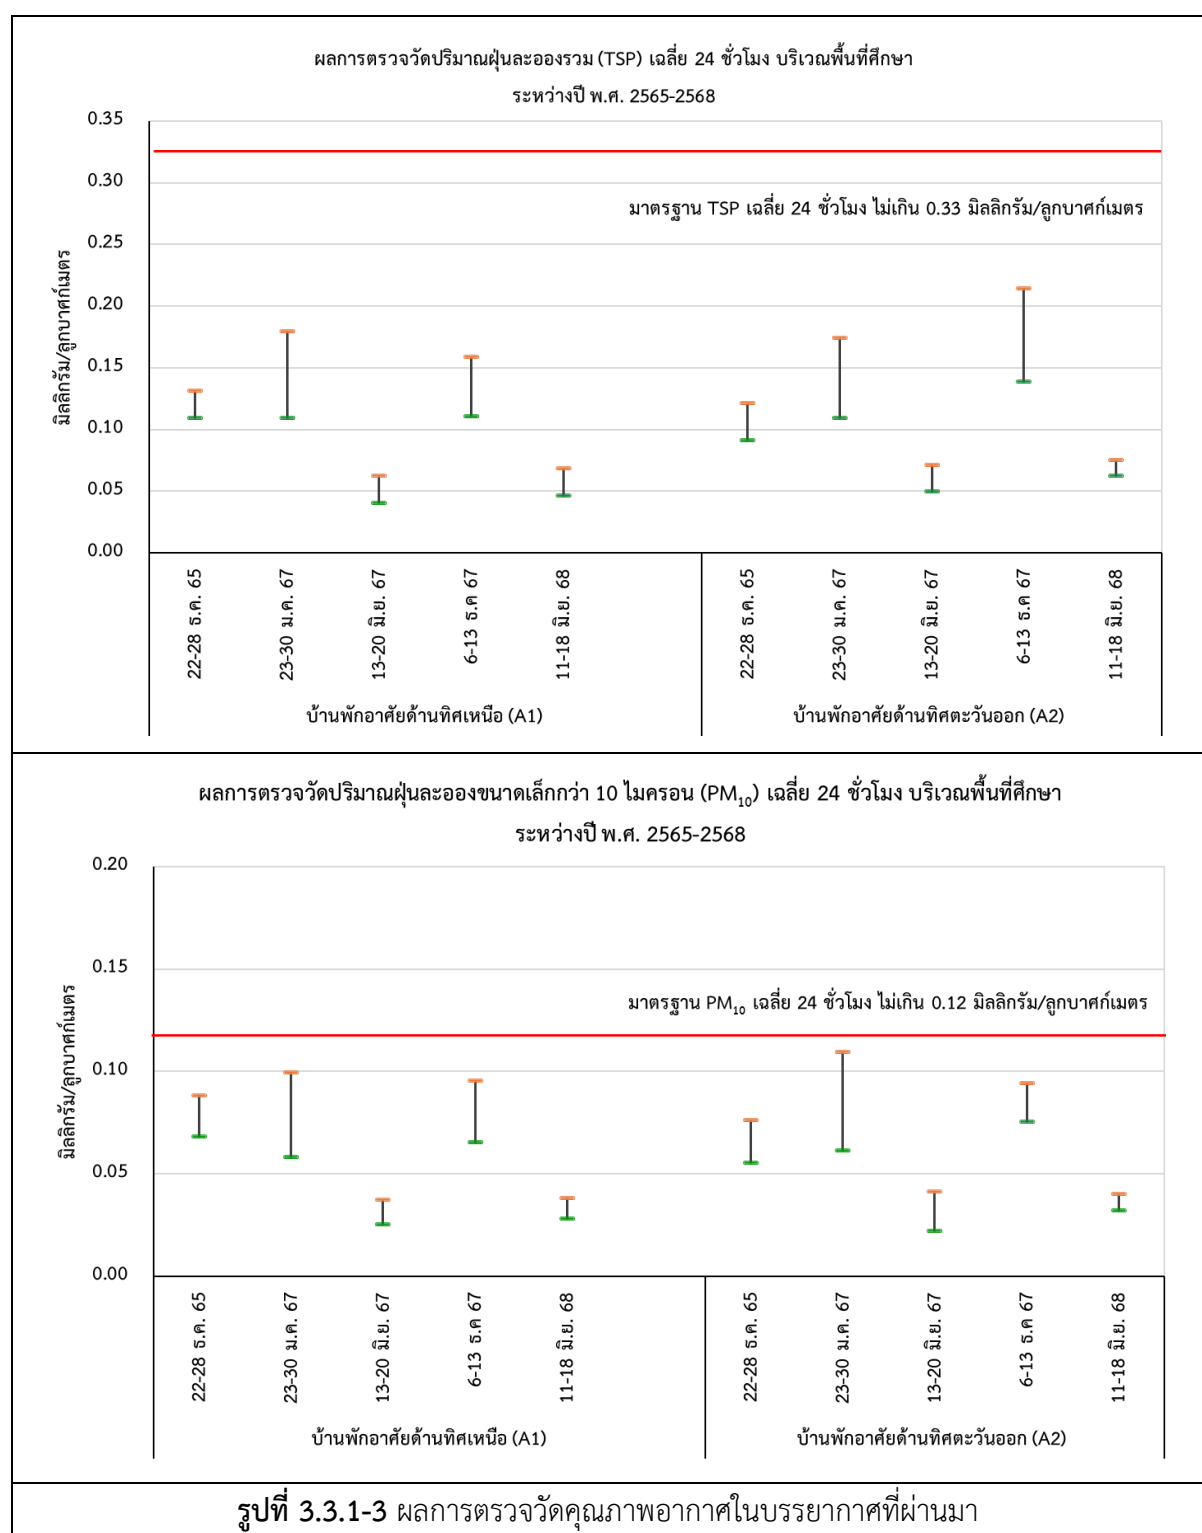 ผลการตรวจวัดปริมาณฝุ่นละอองรวม (TSP) เฉลี่ย 24 ชั่วโมง บริเวณพื้นที่ศึกษา
ระหว่างปี พ.ศ. 2565-2568
มิลลิกรัม/ลูกบาศก์เมตร
0.35
0.30
0.25
0.20
0.15
0.10
0.05
0.00
มาตรฐาน TSP เฉลี่ย 24 ชั่วโมง ไม่เกิน 0.33 มิลลิกรัม/ลูกบาศก์เมตร
22-28 ธ.ค. 65
23-30 ม.ค. 67
13-20 มิ.ย. 67
6-13 ธ.ค 67
11-18 มิ.ย. 68
22-28 ธ.ค. 65
23-30 ม.ค. 67
13-20 มิ.ย. 67
6-13 ธ.ค 67
11-18 มิ.ย. 68
บ้านพักอาศัยด้านทิศเหนือ (A1)
บ้านพักอาศัยด้านทิศตะวันออก (A2)
ผลการตรวจวัดปริมาณฝุ่นละอองขนาดเล็กกว่า 10 ไมครอน (PM₁₀) เฉลี่ย 24 ชั่วโมง บริเวณพื้นที่ศึกษา
ระหว่างปี พ.ศ. 2565-2568
มิลลิกรัม/ลูกบาศก์เมตร
0.20
0.15
0.10
0.05
0.00
มาตรฐาน PM₁₀ เฉลี่ย 24 ชั่วโมง ไม่เกิน 0.12 มิลลิกรัม/ลูกบาศก์เมตร
22-28 ธ.ค. 65
23-30 ม.ค. 67
13-20 มิ.ย. 67
6-13 ธ.ค 67
11-18 มิ.ย. 68
22-28 ธ.ค. 65
23-30 ม.ค. 67
13-20 มิ.ย. 67
6-13 ธ.ค 67
11-18 มิ.ย. 68
บ้านพักอาศัยด้านทิศเหนือ (A1)
บ้านพักอาศัยด้านทิศตะวันออก (A2)
รูปที่ 3.3.1-3 ผลการตรวจวัดคุณภาพอากาศในบรรยากาศที่ผ่านมา